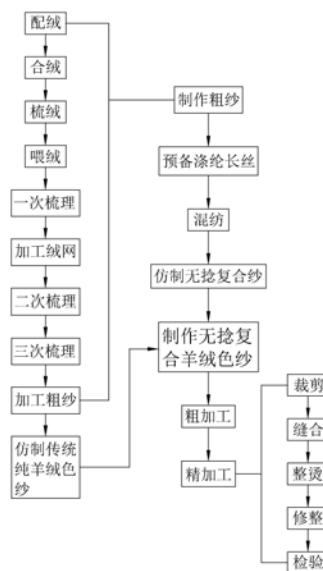 配绒
合绒
梳绒
喂绒
一次梳理
加工绒网
二次梳理
三次梳理
加工粗纱
仿制传统
纯羊绒色
纱
制作粗纱
预备涤纶长丝
混纺
仿制无捻复合纱
制作无捻复
合羊绒色纱
粗加工
精加工
裁剪
缝合
整烫
修整
检验